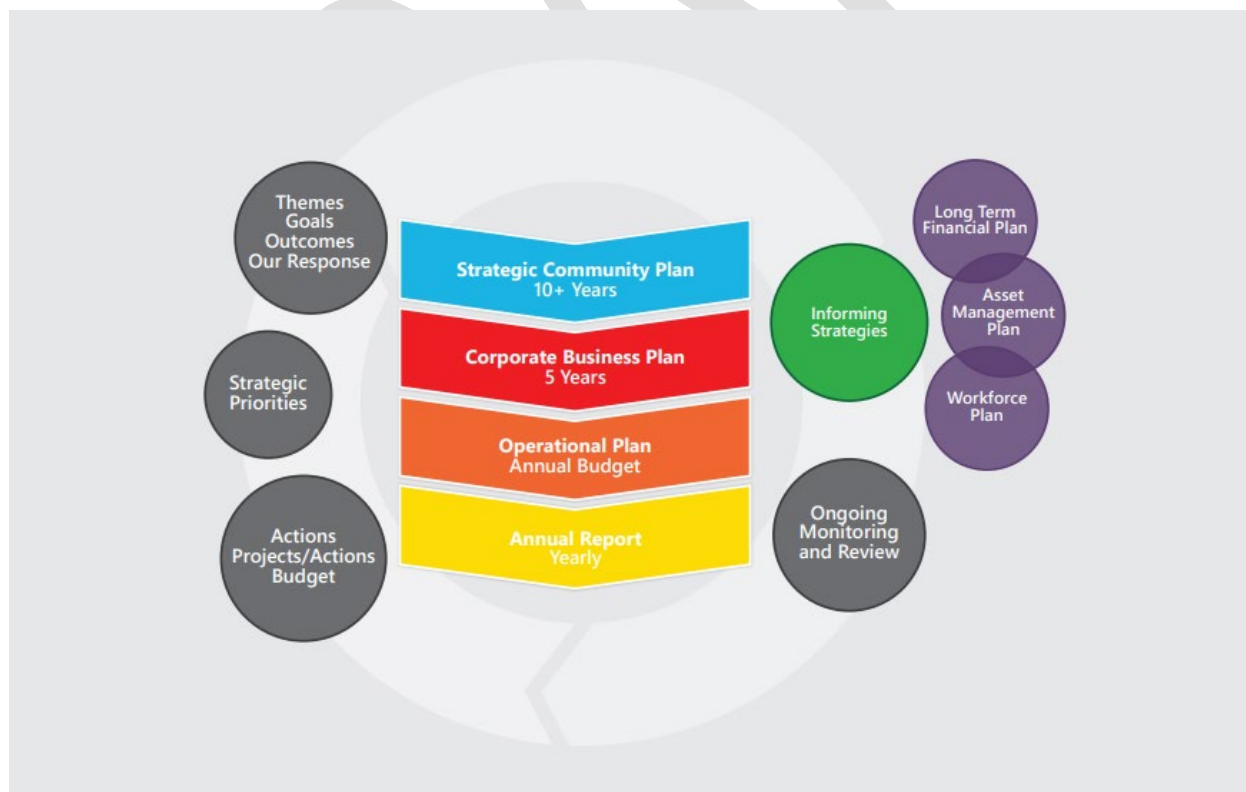 Themes
Goals
Outcomes
Our Response
Strategic
Priorities
Actions
Projects/Actions
Budget
Strategic Community Plan
10+ Years
Corporate Business Plan
5 Years
Operational Plan
Annual Budget
Annual Report
Yearly
Informing
Strategies
Long Term
Financial Plan
Asset
Management
Plan
Workforce
Plan
Ongoing
Monitoring
and Review